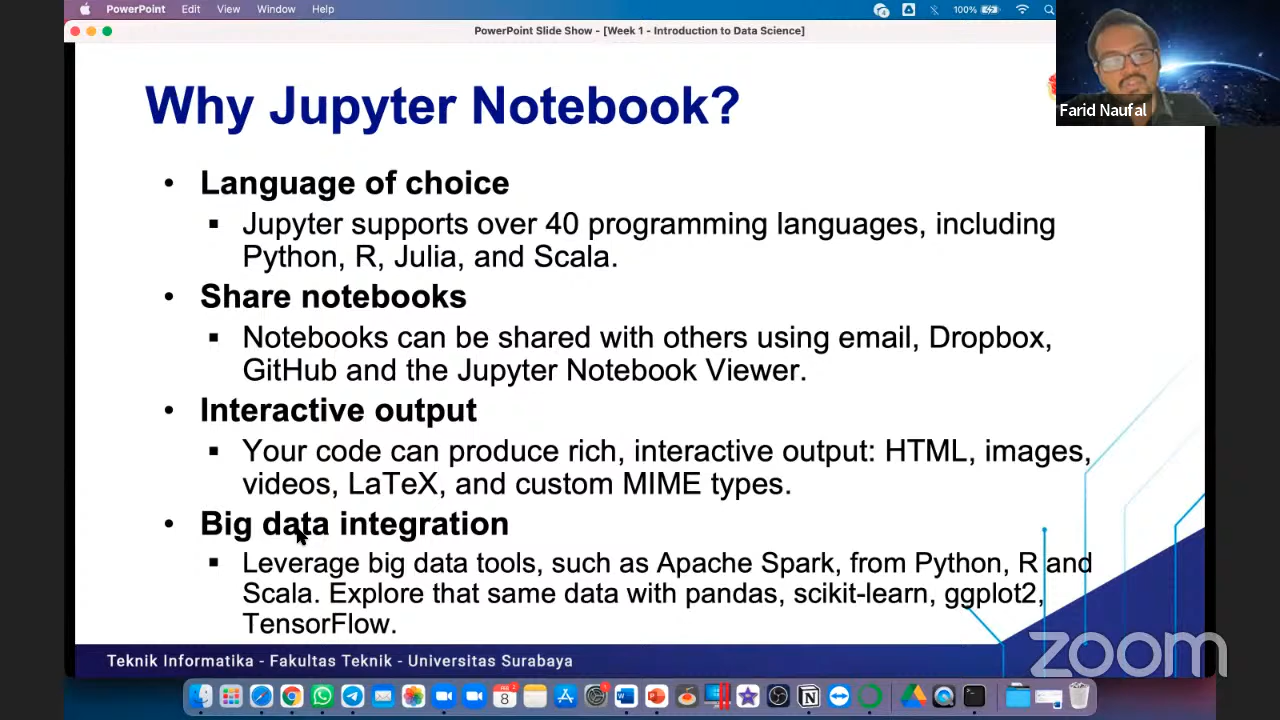 PowerPoint Edit View Window Help 100%
PowerPoint Slide Show - [Week 1 - Introduction to Data Science]
Farid Naufal
Why Jupyter Notebook?
• Language of choice
▪ Jupyter supports over 40 programming languages, including
Python, R, Julia, and Scala.
• Share notebooks
▪ Notebooks can be shared with others using email, Dropbox,
GitHub and the Jupyter Notebook Viewer.
• Interactive output
▪ Your code can produce rich, interactive output: HTML, images,
videos, LaTeX, and custom MIME types.
• Big data integration
▪ Leverage big data tools, such as Apache Spark, from Python, R and
Scala. Explore that same data with pandas, scikit-learn, ggplot2,
TensorFlow.
zoom
Teknik Informatika - Fakultas Teknik - Universitas Surabaya
8